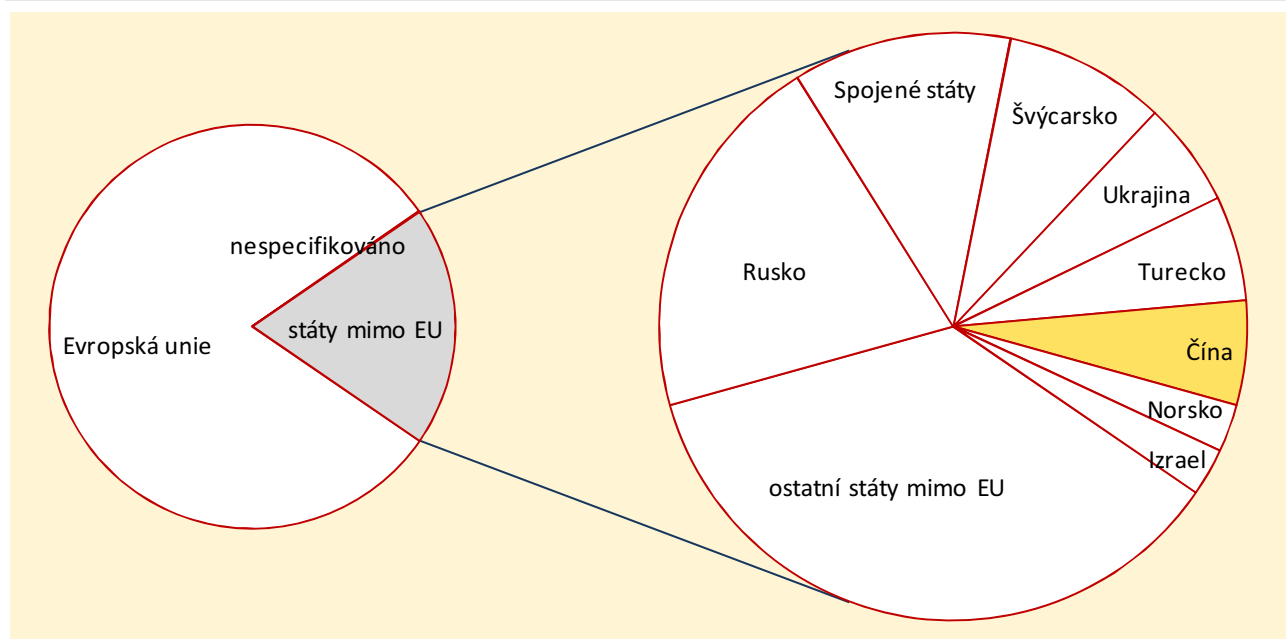 nespecifikováno
státy mimo EU
Evropská unie
Spojené státy
Švýcarsko
Ukrajina
Turecko
Čína
Norsko
Izrael
ostatní státy mimo EU
Rusko